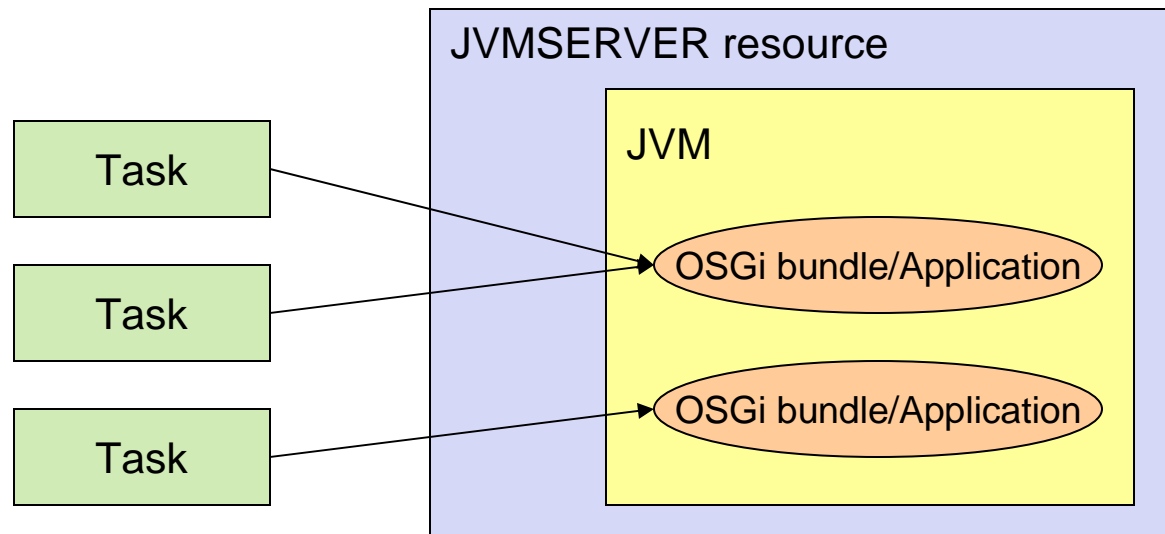 JVMSERVER resource
JVM
Task
OSGi bundle/Application
Task
OSGi bundle/Application
Task